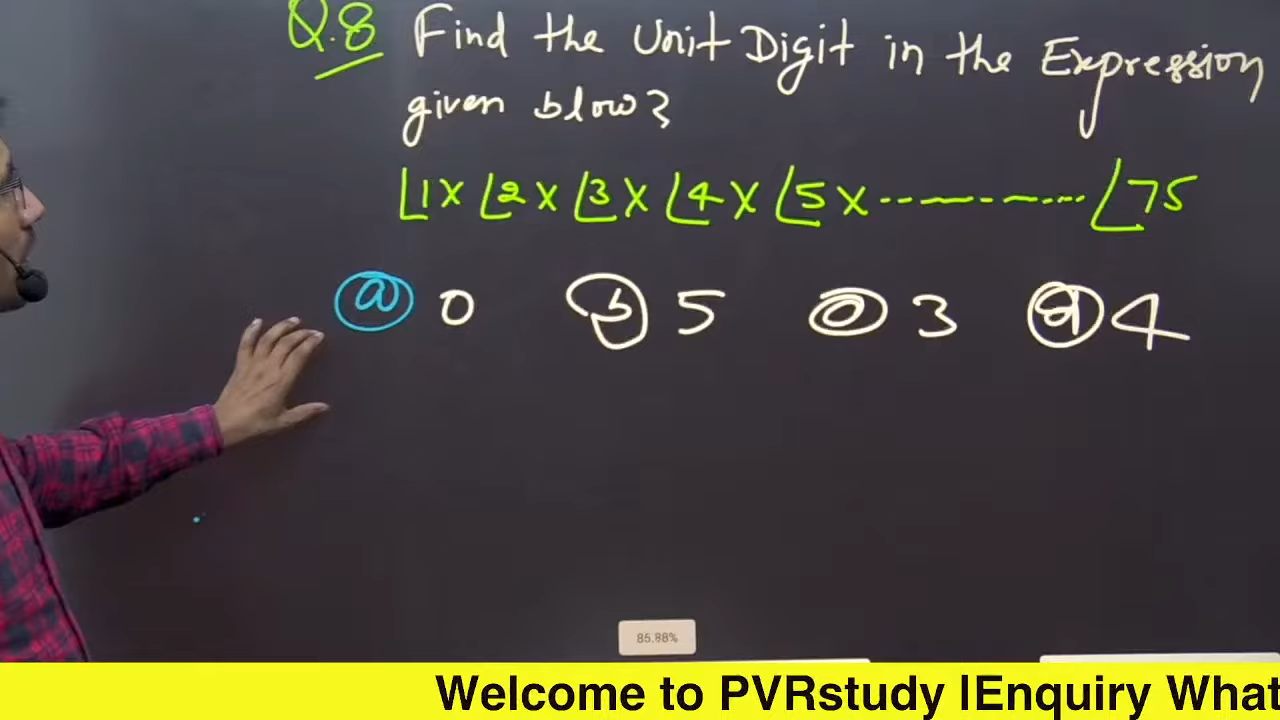 Q.8 Find the Unit Digit in the Expression
given blow?
⌊1 x ⌊2 x ⌊3 x ⌊4 x ⌊5 x ------- ⌊75
(a) 0 (b) 5 (c) 3 (d) 4
85.88%
Welcome to PVRstudy |Enquiry What